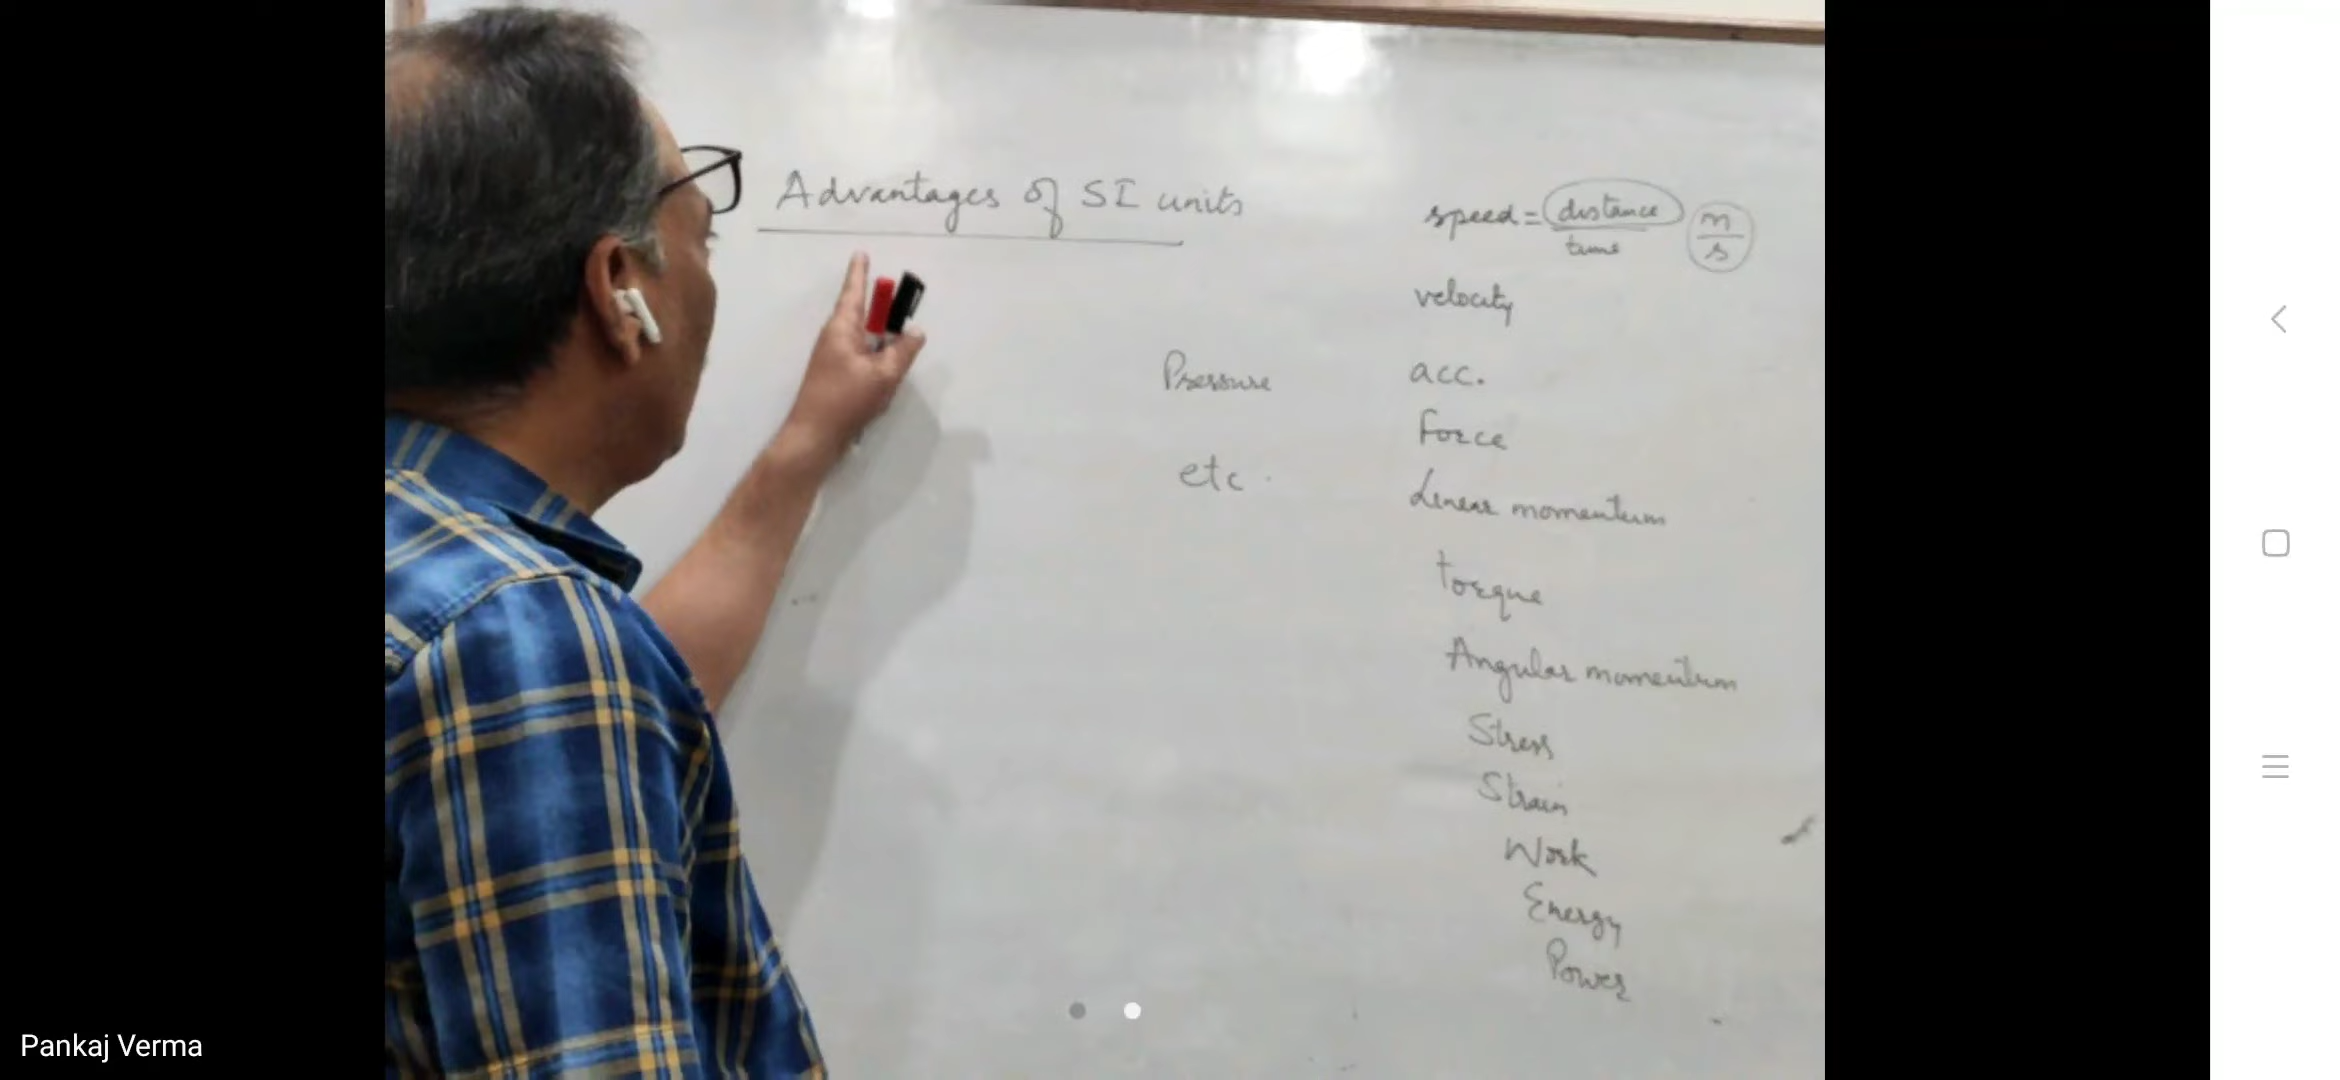 Advantages of SI units
Pressure
etc.
speed = distance / time m / s
velocity
acc.
Force
Linear momentum
torque
Angular momentum
Stress
Strain
Work
Energy
Power
Pankaj Verma